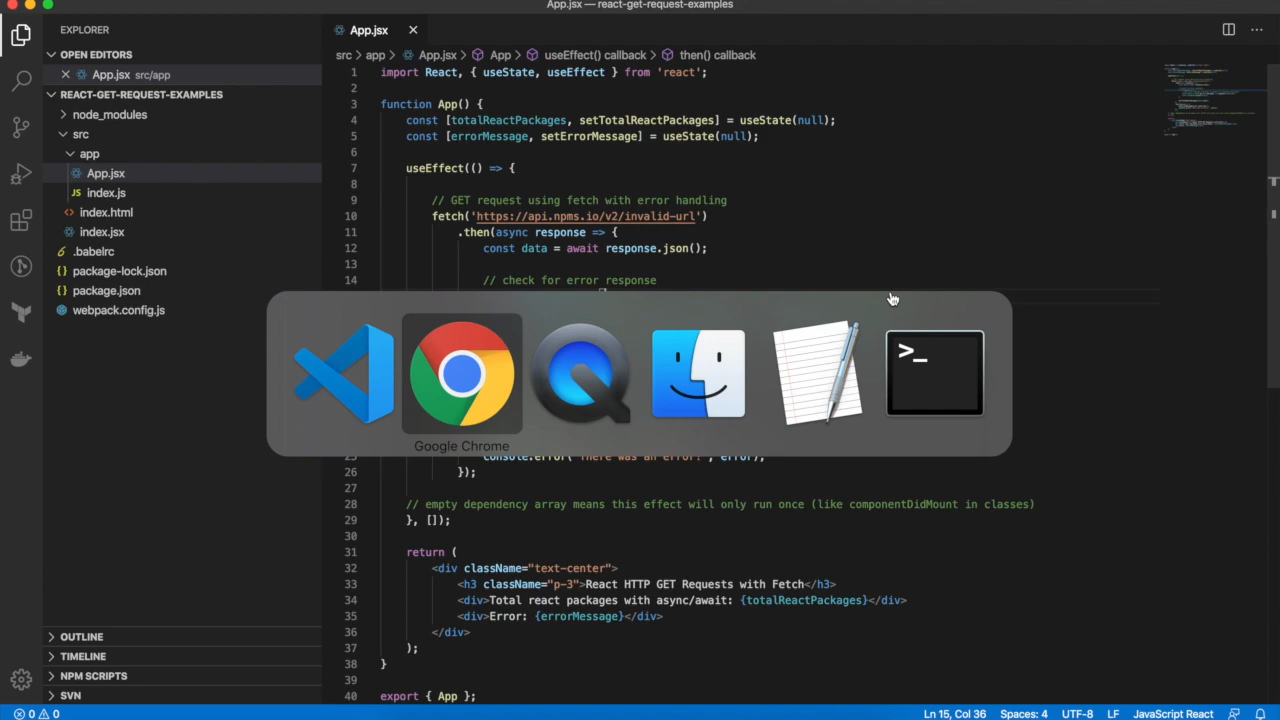 App.jsx — react-get-request-examples
EXPLORER
OPEN EDITORS
App.jsx src/app
REACT-GET-REQUEST-EXAMPLES
node_modules
src
app
App.jsx
JS index.js
index.html
index.jsx
.babelrc
package-lock.json
package.json
webpack.config.js
OUTLINE
TIMELINE
NPM SCRIPTS
SVN
App.jsx
src > app > App.jsx > App > useEffect() callback > then() callback
1 import React, { useState, useEffect } from 'react';
2
3 function App() {
4 const [totalReactPackages, setTotalReactPackages] = useState(null);
5 const [errorMessage, setErrorMessage] = useState(null);
6
7 useEffect(() => {
8
9 // GET request using fetch with error handling
10 fetch('https://api.npms.io/v2/invalid-url')
11 .then(async response => {
12 const data = await response.json();
13
14 // check for error response
>_
Google Chrome
console.error('There was an error!', error);
26 });
27
28 // empty dependency array means this effect will only run once (like componentDidMount in classes)
29 }, []);
30
31 return (
32 <div className="text-center">
33 <h3 className="p-3">React HTTP GET Requests with Fetch</h3>
34 <div>Total react packages with async/await: {totalReactPackages}</div>
35 <div>Error: {errorMessage}</div>
36 </div>
37 );
38 }
39
40 export { App };
0 0
Ln 15, Col 36 Spaces: 4 UTF-8 LF JavaScript React